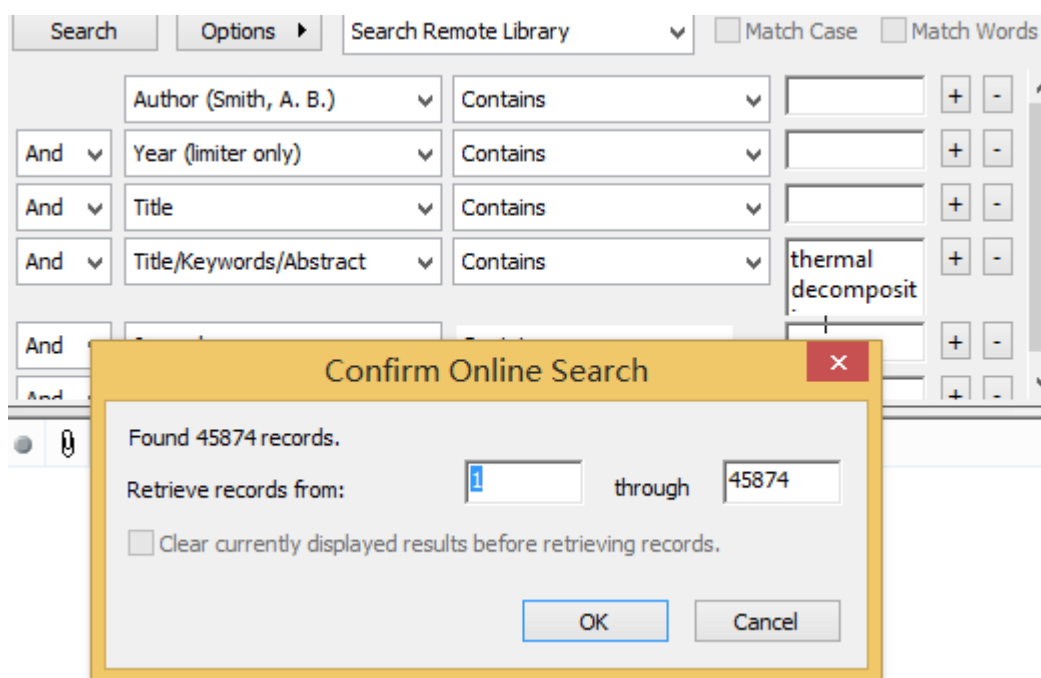 Search Options Search Remote Library Match Case Match Words
Author (Smith, A. B.) Contains + -
And Year (limiter only) Contains + -
And Title Contains + -
And Title/Keywords/Abstract Contains thermal + -
decomposit
And + -
Confirm Online Search
Found 45874 records.
Retrieve records from: 1 through 45874
Clear currently displayed results before retrieving records.
OK Cancel